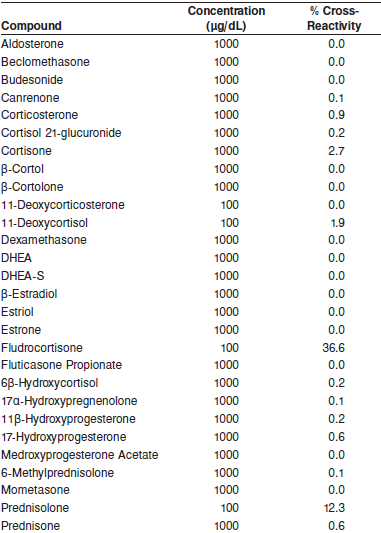 Concentration % Cross-
Compound (µg/dL) Reactivity
Aldosterone 1000 0.0
Beclomethasone 1000 0.0
Budesonide 1000 0.0
Canrenone 1000 0.1
Corticosterone 1000 0.9
Cortisol 21-glucuronide 1000 0.2
Cortisone 1000 2.7
β-Cortol 1000 0.0
β-Cortolone 1000 0.0
11-Deoxycorticosterone 100 0.0
11-Deoxycortisol 100 1.9
Dexamethasone 1000 0.0
DHEA 1000 0.0
DHEA-S 1000 0.0
β-Estradiol 1000 0.0
Estriol 1000 0.0
Estrone 1000 0.0
Fludrocortisone 100 36.6
Fluticasone Propionate 1000 0.0
6β-Hydroxycortisol 1000 0.2
17α-Hydroxypregnenolone 1000 0.1
11β-Hydroxyprogesterone 1000 0.2
17-Hydroxyprogesterone 1000 0.6
Medroxyprogesterone Acetate 1000 0.0
6-Methylprednisolone 1000 0.1
Mometasone 1000 0.0
Prednisolone 100 12.3
Prednisone 1000 0.6